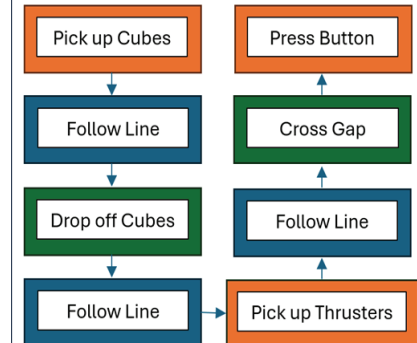 Pick up Cubes
Follow Line
Drop off Cubes
Follow Line
Pick up Thrusters
Follow Line
Cross Gap
Press Button